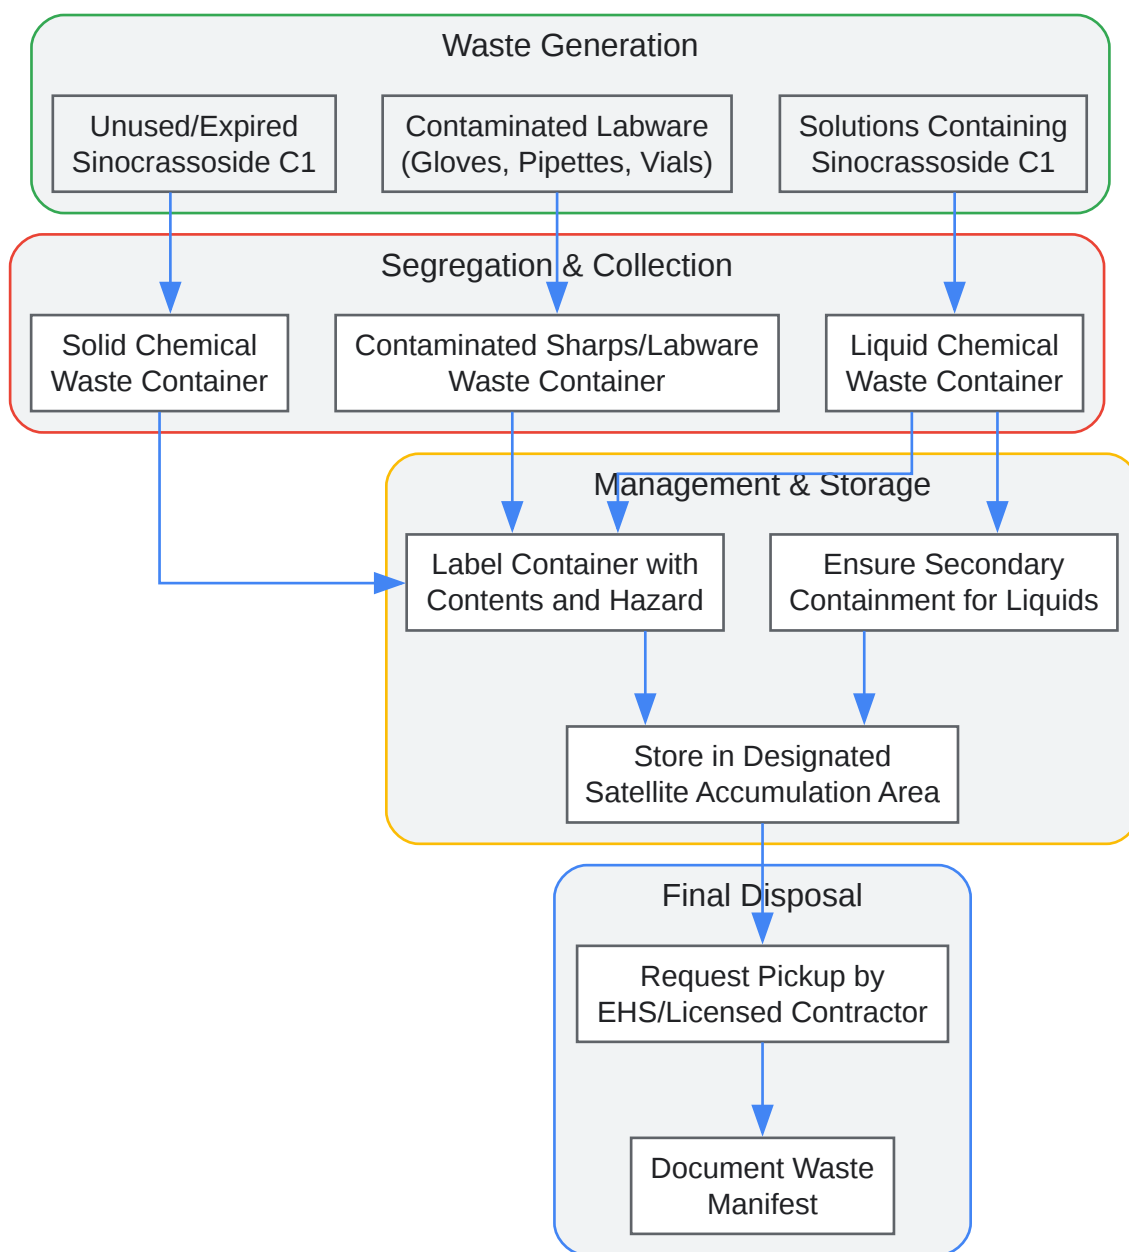 Waste Generation
Unused/Expired
Sinocrassoside C1
Contaminated Labware
(Gloves, Pipettes, Vials)
Solutions Containing
Sinocrassoside C1
Segregation & Collection
Solid Chemical
Waste Container
Contaminated Sharps/Labware
Waste Container
Liquid Chemical
Waste Container
Management & Storage
Label Container with
Contents and Hazard
Ensure Secondary
Containment for Liquids
Store in Designated
Satellite Accumulation Area
Final Disposal
Request Pickup by
EHS/Licensed Contractor
Document Waste
Manifest